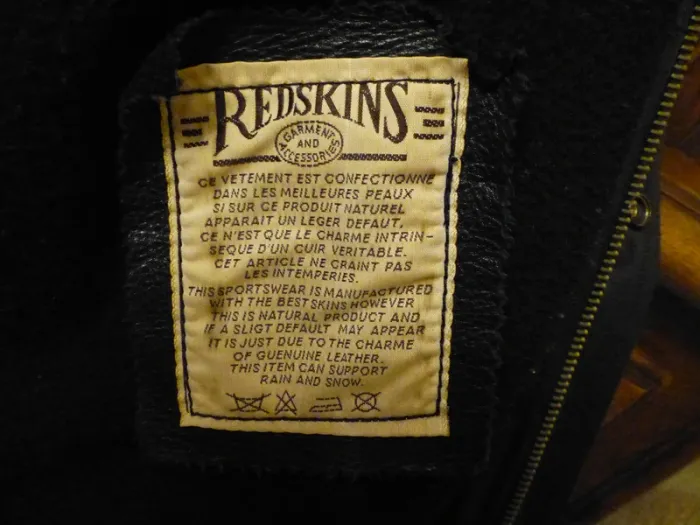 REDSKINS
GARMENT
AND
ACCESSORIES
CE VETEMENT EST CONFECTIONNE
DANS LES MEILLEURES PEAUX
SI SUR CE PRODUIT NATUREL
APPARAIT UN LEGER DEFAUT,
CE N'EST QUE LE CHARME INTRIN-
SEQUE D'UN CUIR VERITABLE.
CET ARTICLE NE CRAINT PAS
LES INTEMPERIES.
THIS SPORTSWEAR IS MANUFACTURED
WITH THE BEST SKINS HOWEVER
THIS IS NATURAL PRODUCT AND
IF A SLIGT DEFAULT MAY APPEAR
IT IS JUST DUE TO THE CHARME
OF GUENUINE LEATHER.
THIS ITEM CAN SUPPORT
RAIN AND SNOW.